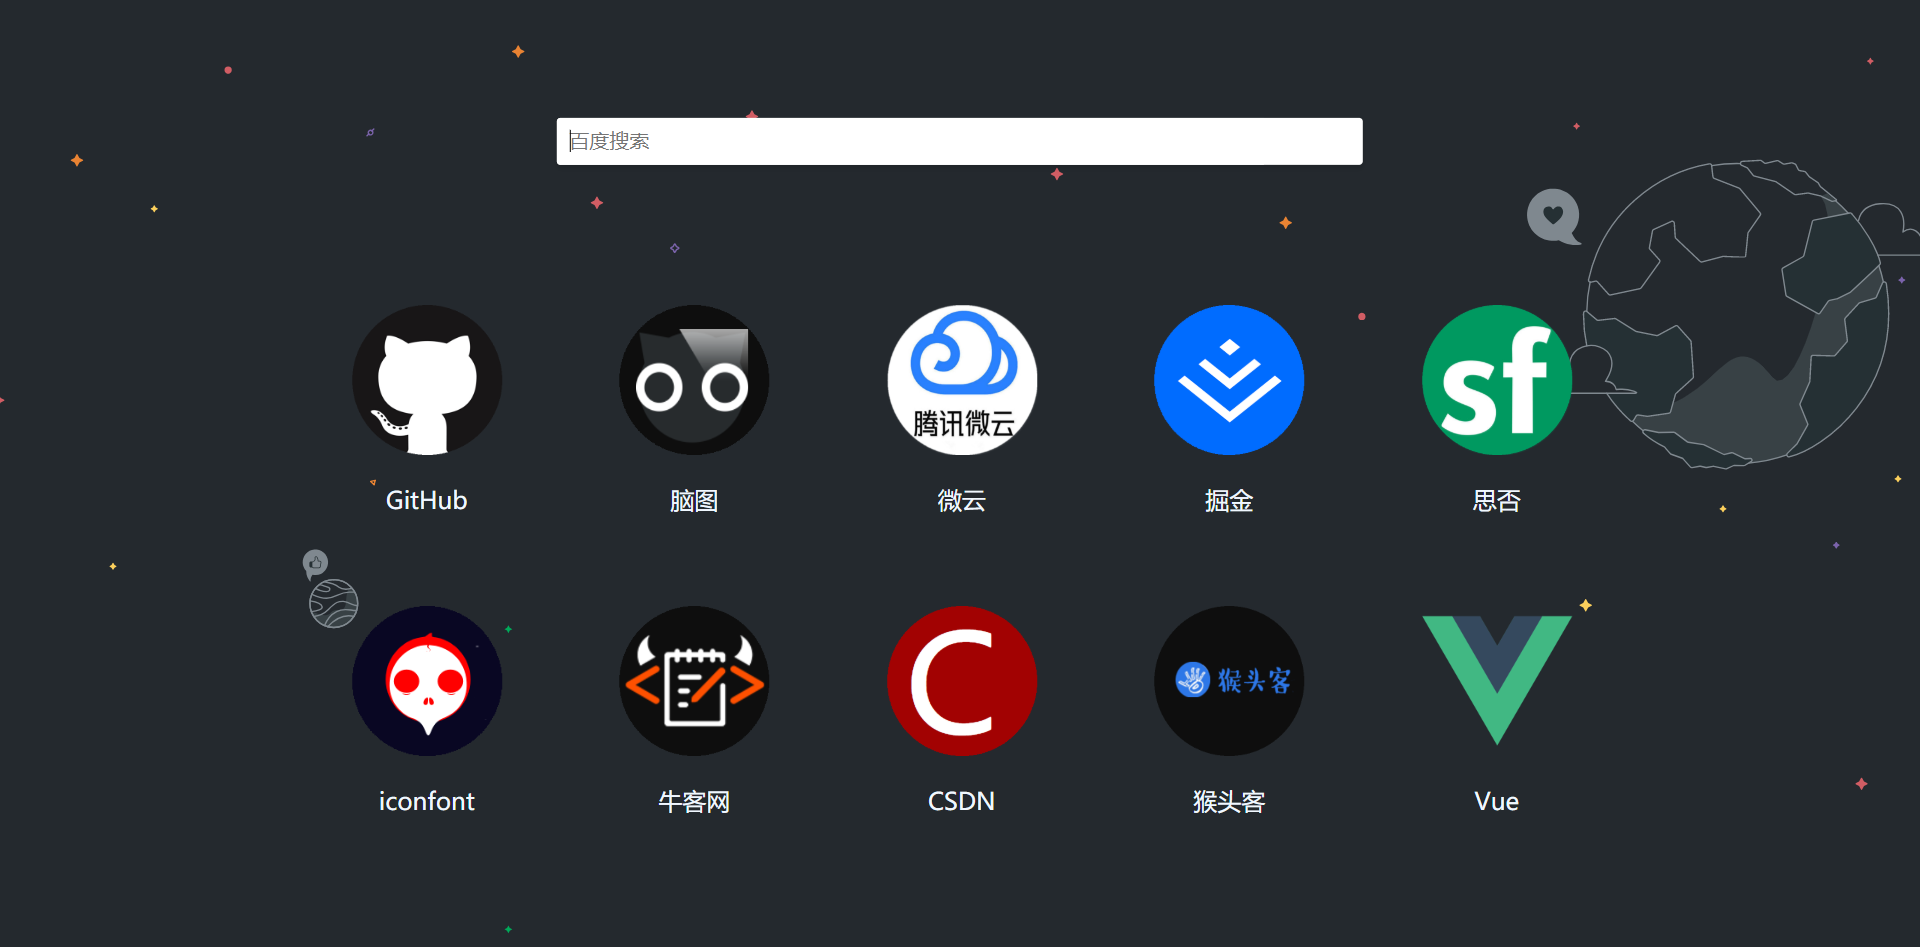 百度搜索
腾讯微云
sf
GitHub
脑图
微云
掘金
思否
C
猴头客
iconfont
牛客网
CSDN
猴头客
Vue